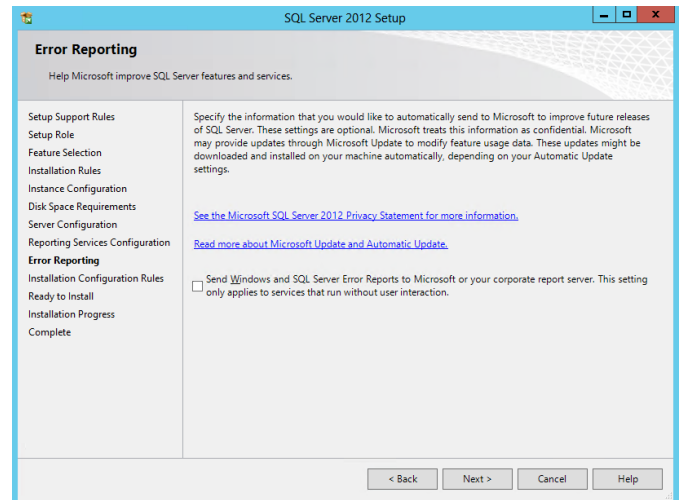 SQL Server 2012 Setup
Error Reporting
Help Microsoft improve SQL Server features and services.
Setup Support Rules
Setup Role
Feature Selection
Installation Rules
Instance Configuration
Disk Space Requirements
Server Configuration
Reporting Services Configuration
Error Reporting
Installation Configuration Rules
Ready to Install
Installation Progress
Complete
Specify the information that you would like to automatically send to Microsoft to improve future releases
of SQL Server. These settings are optional. Microsoft treats this information as confidential. Microsoft
may provide updates through Microsoft Update to modify feature usage data. These updates might be
downloaded and installed on your machine automatically, depending on your Automatic Update
settings.
See the Microsoft SQL Server 2012 Privacy Statement for more information.
Read more about Microsoft Update and Automatic Update.
Send Windows and SQL Server Error Reports to Microsoft or your corporate report server. This setting
only applies to services that run without user interaction.
< Back
Next >
Cancel
Help